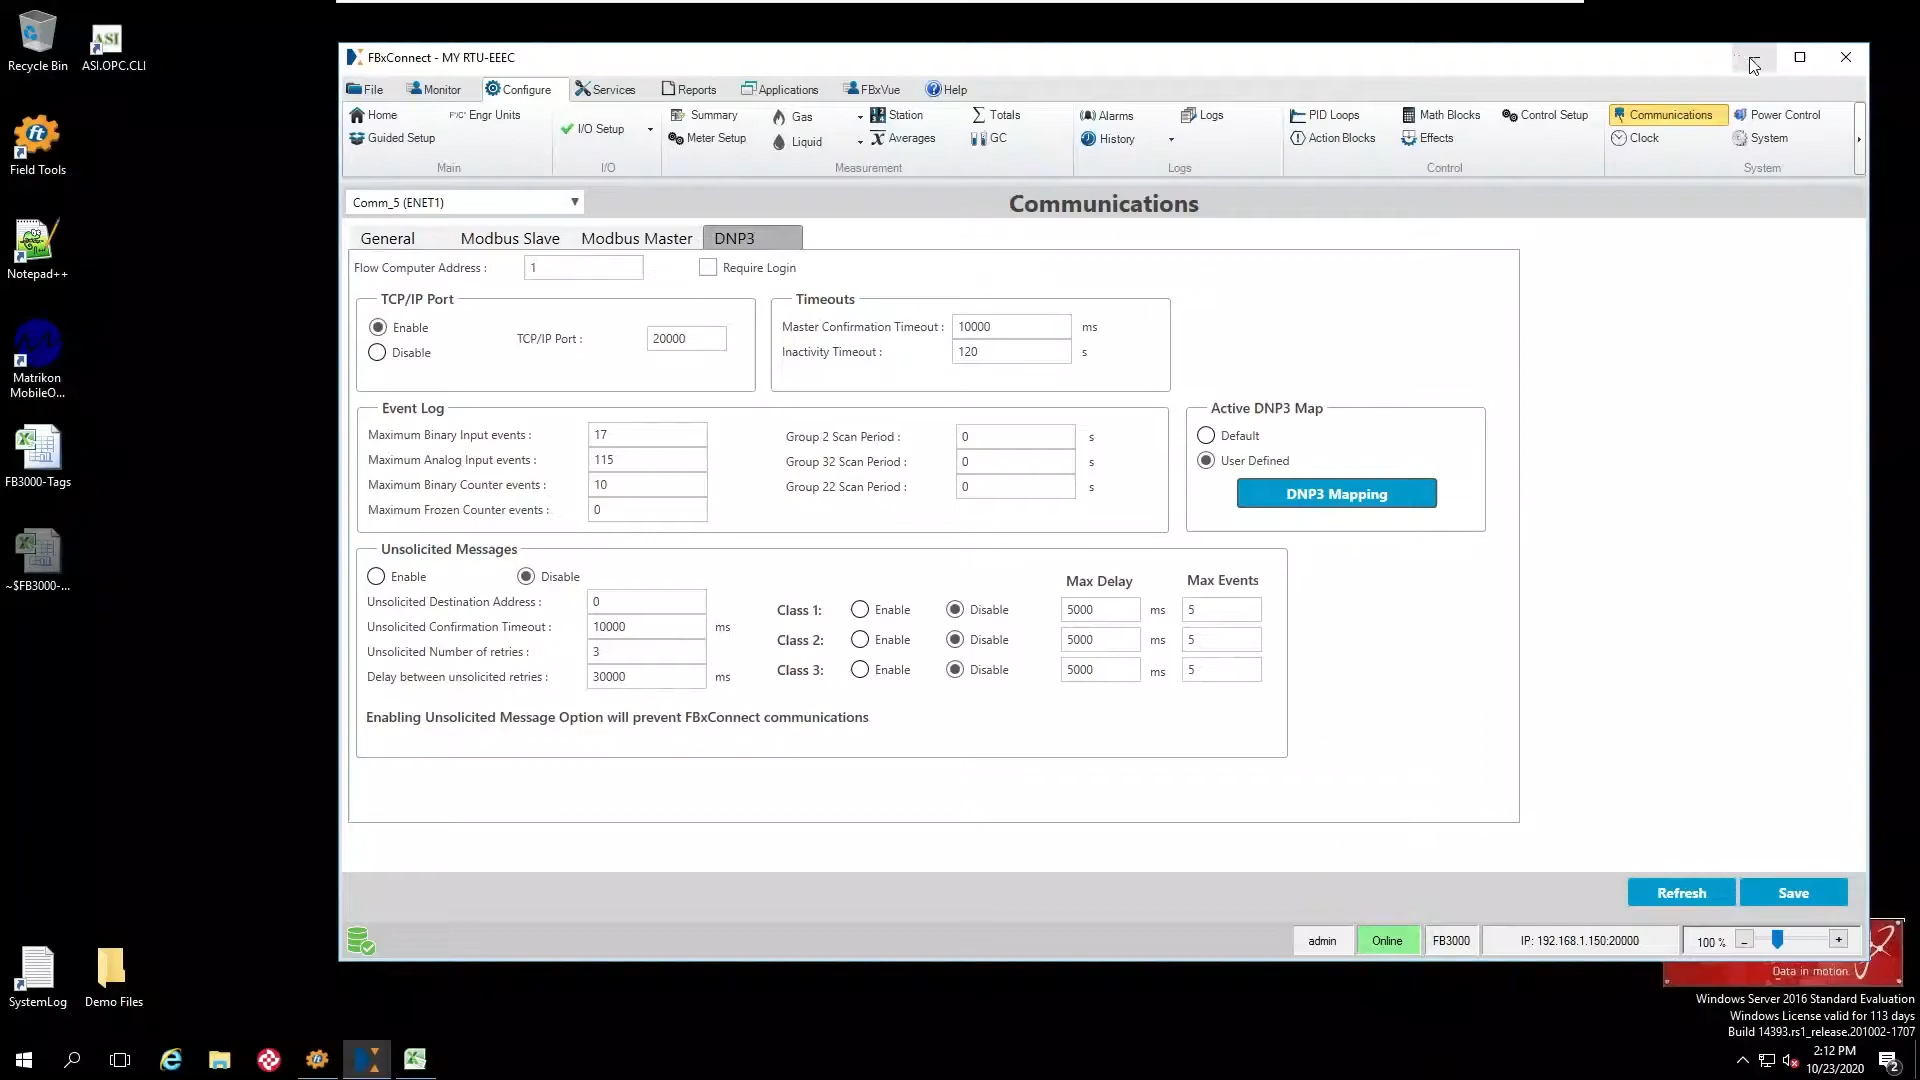 Recycle Bin
ASI.OPC.CLI
Field Tools
Notepad++
Matrikon
MobileO...
FB3000-Tags
~$FB3000-...
SystemLog
Demo Files
FBxConnect - MY RTU-EEEC
File Monitor Configure Services Reports Applications FBxVue Help
Home Engr Units I/O Setup Summary Gas Station Totals Alarms Logs PID Loops Math Blocks Control Setup Communications Power Control
Guided Setup Meter Setup Liquid Averages GC History Action Blocks Effects Clock System
Main I/O Measurement Logs Control System
Comm_5 (ENET1) Communications
General Modbus Slave Modbus Master DNP3
Flow Computer Address : 1 Require Login
TCP/IP Port
Enable
Disable
TCP/IP Port : 20000
Timeouts
Master Confirmation Timeout : 10000 ms
Inactivity Timeout : 120 s
Event Log
Maximum Binary Input events : 17
Maximum Analog Input events : 115
Maximum Binary Counter events : 10
Maximum Frozen Counter events : 0
Group 2 Scan Period : 0 s
Group 32 Scan Period : 0 s
Group 22 Scan Period : 0 s
Active DNP3 Map
Default
User Defined
DNP3 Mapping
Unsolicited Messages
Enable Disable
Unsolicited Destination Address : 0
Unsolicited Confirmation Timeout : 10000 ms
Unsolicited Number of retries : 3
Delay between unsolicited retries : 30000 ms
Max Delay Max Events
Class 1: Enable Disable 5000 ms 5
Class 2: Enable Disable 5000 ms 5
Class 3: Enable Disable 5000 ms 5
Enabling Unsolicited Message Option will prevent FBxConnect communications
Refresh Save
admin Online FB3000 IP: 192.168.1.150:20000 100 %
Data in motion
Windows Server 2016 Standard Evaluation
Windows License valid for 113 days
Build 14393.rs1_release.201002-1707
2:12 PM
10/23/2020
2